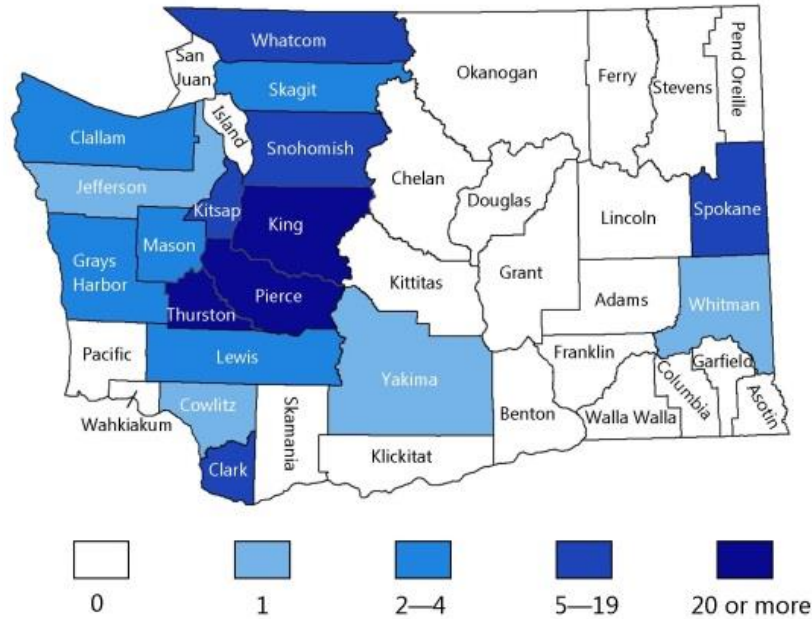 Whatcom
San
Juan
Skagit
Okanogan
Ferry
Stevens
Pend Oreille
Island
Clallam
Snohomish
Jefferson
Chelan
Douglas
Kitsap
King
Lincoln
Spokane
Mason
Grays
Harbor
Kittitas
Grant
Pierce
Adams
Whitman
Thurston
Pacific
Lewis
Franklin
Garfield
Yakima
Columbia
Asotin
Cowlitz
Skamania
Benton
Walla Walla
Wahkiakum
Klickitat
Clark
0
1
2—4
5—19
20 or more